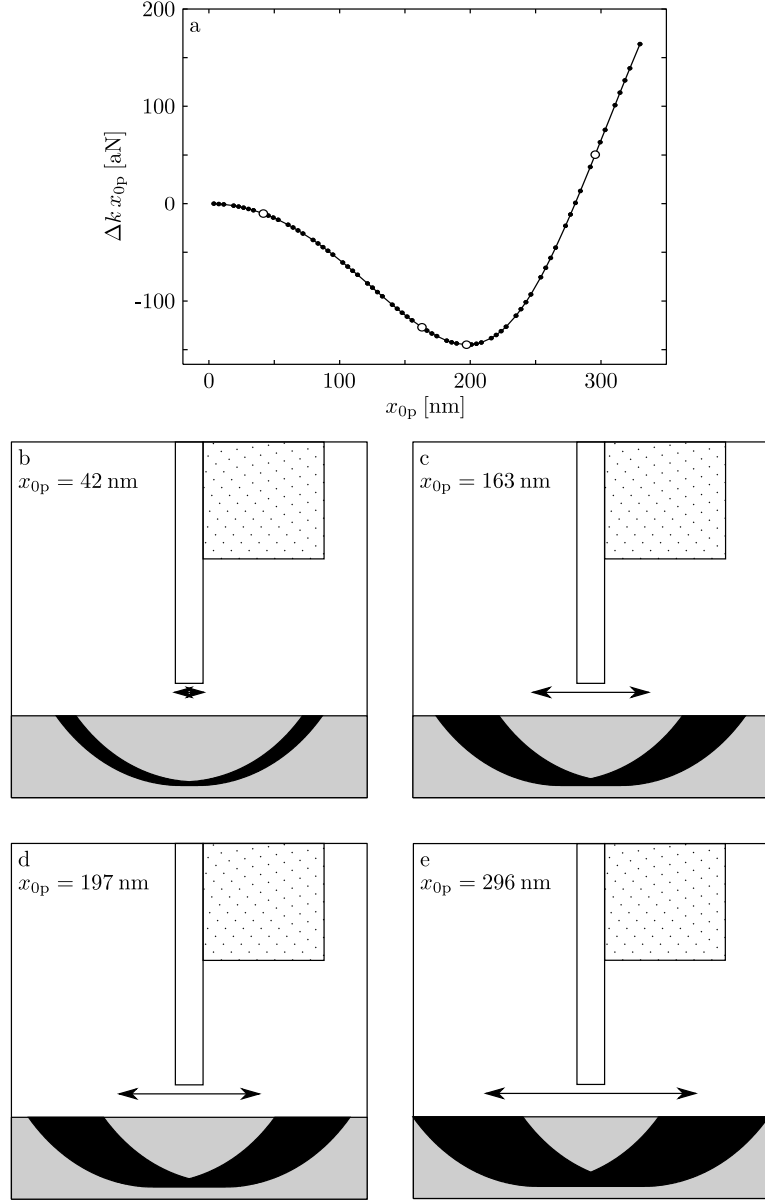 a
200
100
0
-100
Δk x0p [aN]
0 100 200 300
x0p [nm]
b
x0p = 42 nm
c
x0p = 163 nm
d
x0p = 197 nm
e
x0p = 296 nm